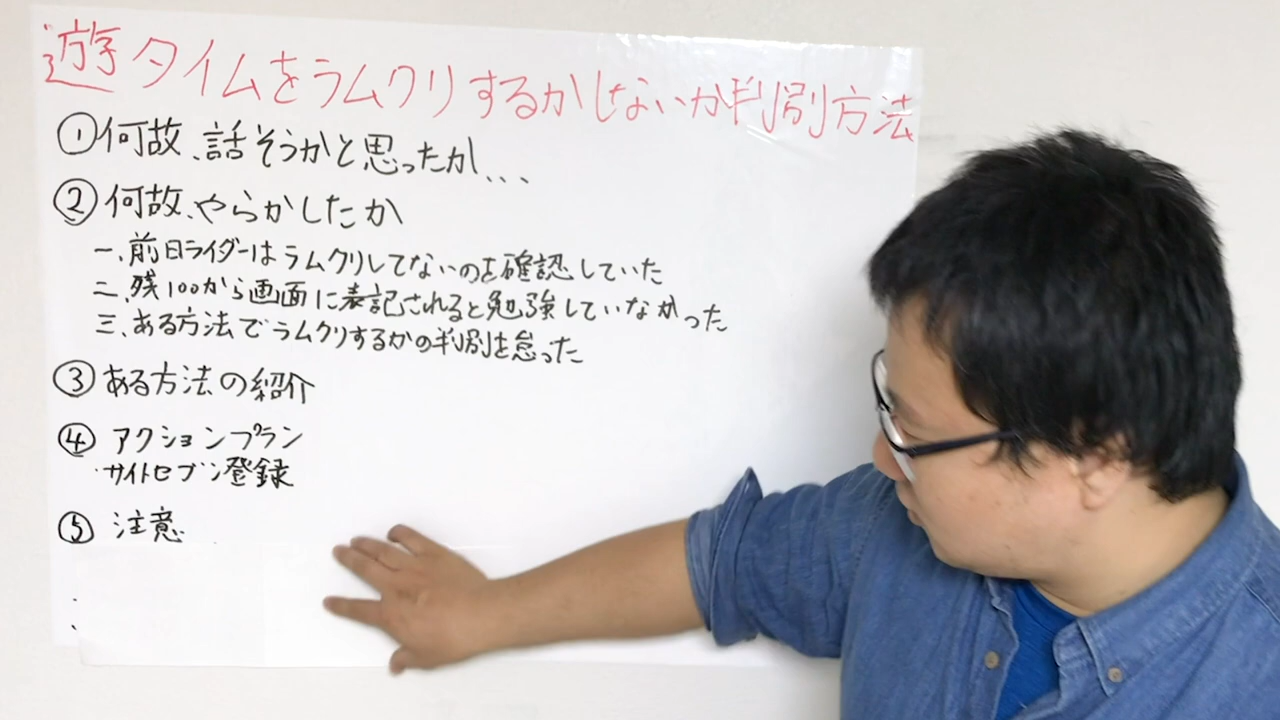 遊タイムをラムクリするかしないか判別方法
①何故、話そうかと思ったか...
②何故、やらかしたか
一、前日ライダーはラムクリしてないのを確認していた
二、残100から画面に表記されると勉強していなかった
三、ある方法でラムクリするかの判別を怠った
③ある方法の紹介
④アクションプラン
・サイトセブン登録
⑤注意
・
・